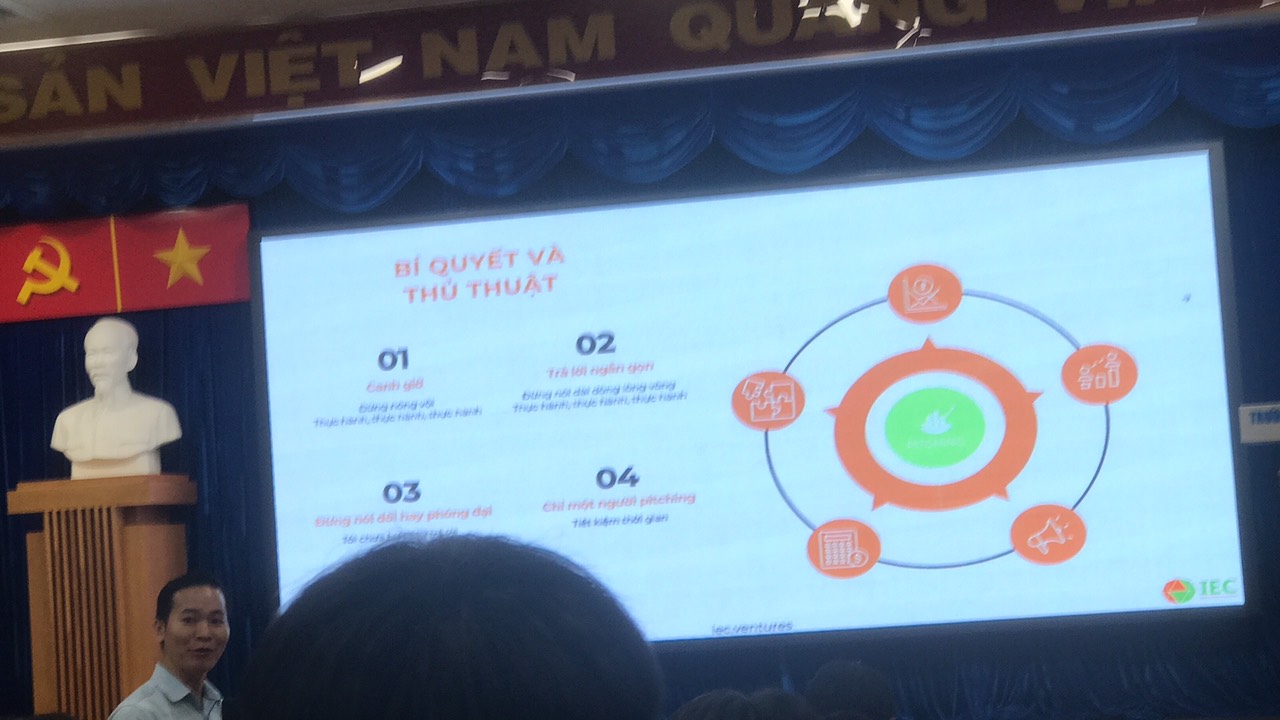 SẢN VIỆT NAM QUANG
BÍ QUYẾT VÀ
THỦ THUẬT
01
Canh giờ
Đừng nóng vội
Thực hành, thực hành, thực hành
02
Trả lời ngắn gọn
Đừng nói dài dòng lòng vòng
Thực hành, thực hành, thực hành
03
Đừng nói dối hay phóng đại
Tôi chưa
04
Chỉ một người pitching
Tiết kiệm thời gian
IEC
iec.ventures